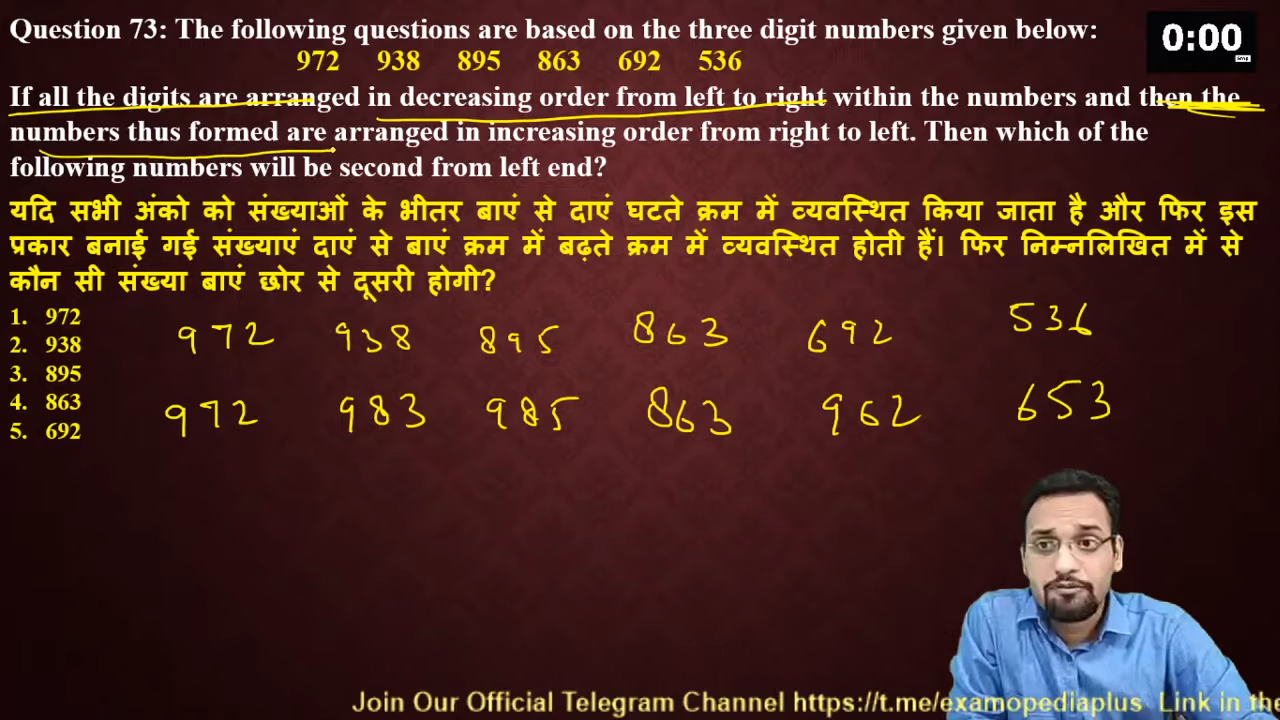 Question 73: The following questions are based on the three digit numbers given below:
0:00
972 938 895 863 692 536
If all the digits are arranged in decreasing order from left to right within the numbers and then the
numbers thus formed are arranged in increasing order from right to left. Then which of the
following numbers will be second from left end?
यदि सभी अंको को संख्याओं के भीतर बाएं से दाएं घटते क्रम में व्यवस्थित किया जाता है और फिर इस
प्रकार बनाई गई संख्याएं दाएं से बाएं क्रम में बढ़ते क्रम में व्यवस्थित होती हैं। फिर निम्नलिखित में से
कौन सी संख्या बाएं छोर से दूसरी होगी?
1. 972
2. 938
3. 895
4. 863
5. 692
972 938 895 863 692 536
972 983 985 863 962 653
Join Our Official Telegram Channel https://t.me/examopediaplus Link in the